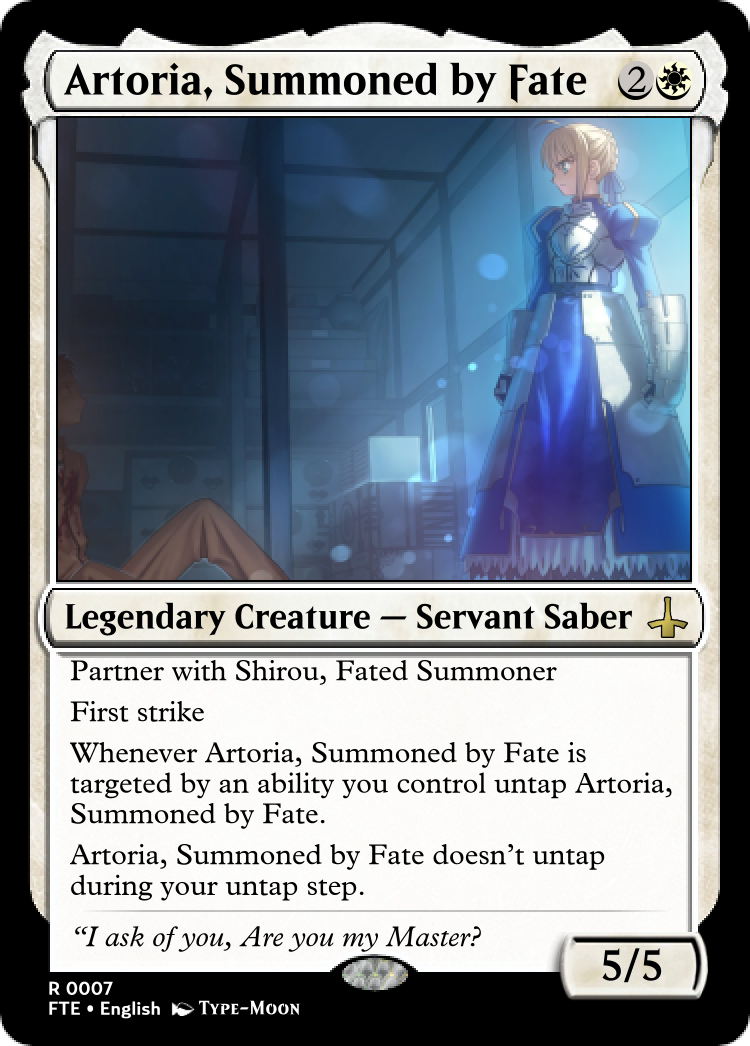 Artoria, Summoned by Fate 2
Legendary Creature — Servant Saber
Partner with Shirou, Fated Summoner
First strike
Whenever Artoria, Summoned by Fate is
targeted by an ability you control untap Artoria,
Summoned by Fate.
Artoria, Summoned by Fate doesn't untap
during your untap step.
“I ask of you, Are you my Master?
5/5
R 0007
FTE • English Type-Moon